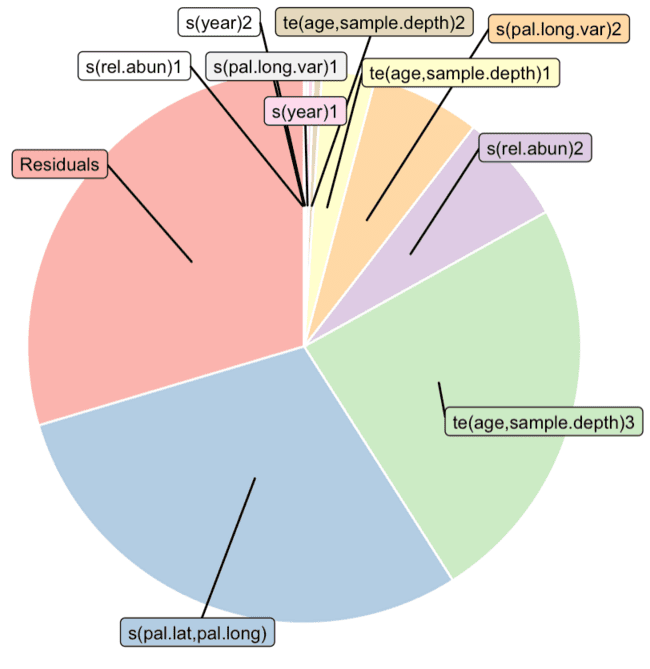 s(year)2
te(age,sample.depth)2
s(pal.long.var)2
s(rel.abun)1
s(pal.long.var)1
te(age,sample.depth)1
s(year)1
s(rel.abun)2
Residuals
te(age,sample.depth)3
s(pal.lat,pal.long)